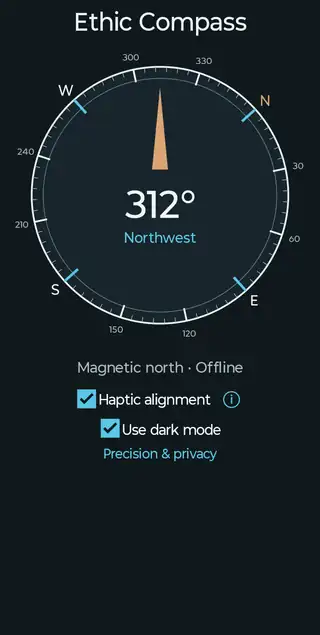 Ethic Compass
300
330
W
N
240
30
312°
210
Northwest
60
S
E
150
120
Magnetic north · Offline
Haptic alignment ⓘ
Use dark mode
Precision & privacy